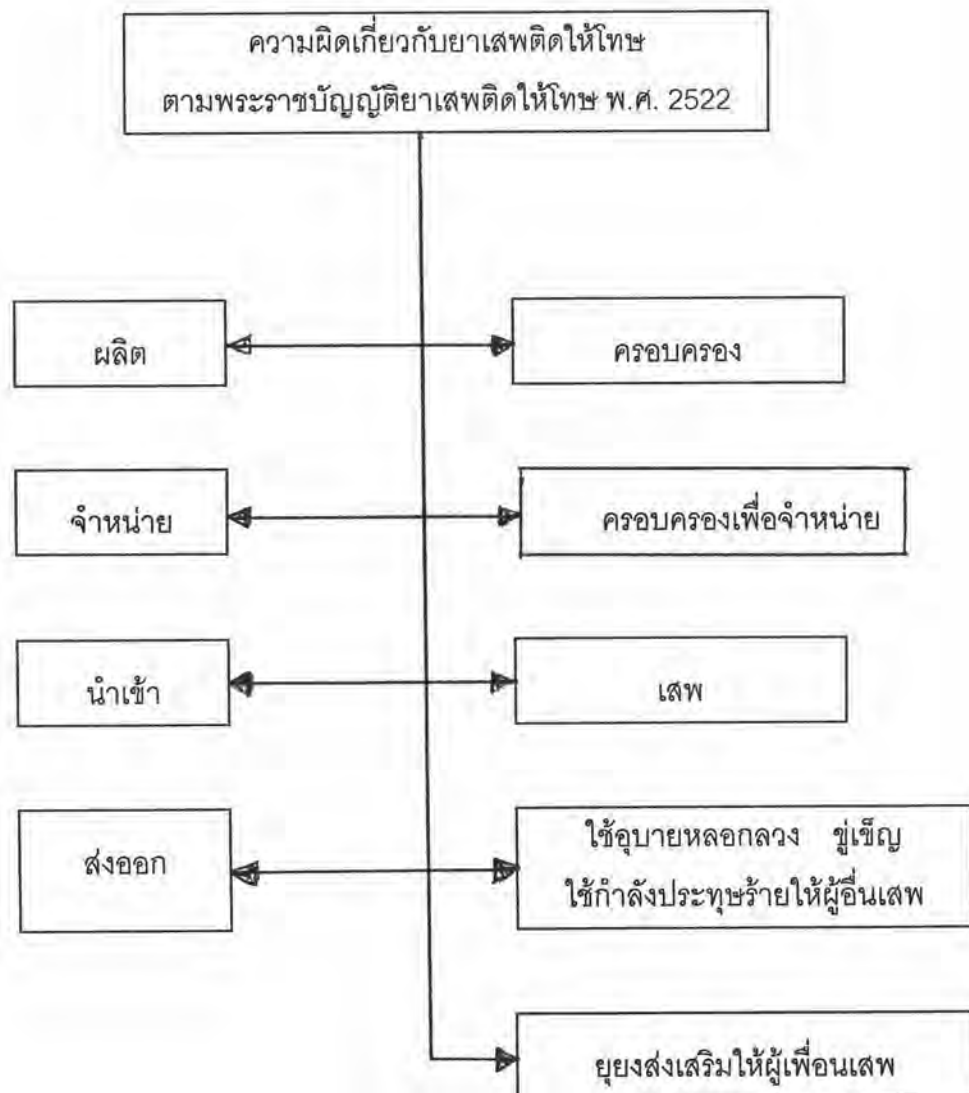 ความผิดเกี่ยวกับยาเสพติดให้โทษ
ตามพระราชบัญญัติยาเสพติดให้โทษ พ.ศ. 2522
ผลิต
ครอบครอง
จำหน่าย
ครอบครองเพื่อจำหน่าย
นำเข้า
เสพ
ส่งออก
ใช้อุบายหลอกลวง ขู่เข็ญ
ใช้กำลังประทุษร้ายให้ผู้อื่นเสพ
ยุยงส่งเสริมให้ผู้เพื่อนเสพ